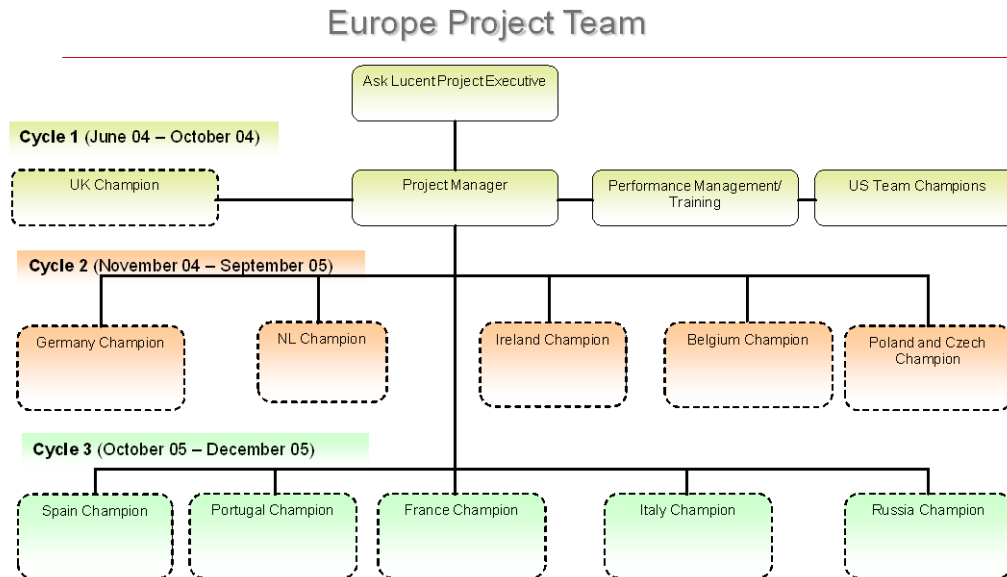 Europe Project Team
Ask Lucent Project Executive
Cycle 1 (June 04 – October 04)
UK Champion
Project Manager
Performance Management/
Training
US Team Champions
Cycle 2 (November 04 – September 05)
Germany Champion
NL Champion
Ireland Champion
Belgium Champion
Poland and Czech
Champion
Cycle 3 (October 05 – December 05)
Spain Champion
Portugal Champion
France Champion
Italy Champion
Russia Champion